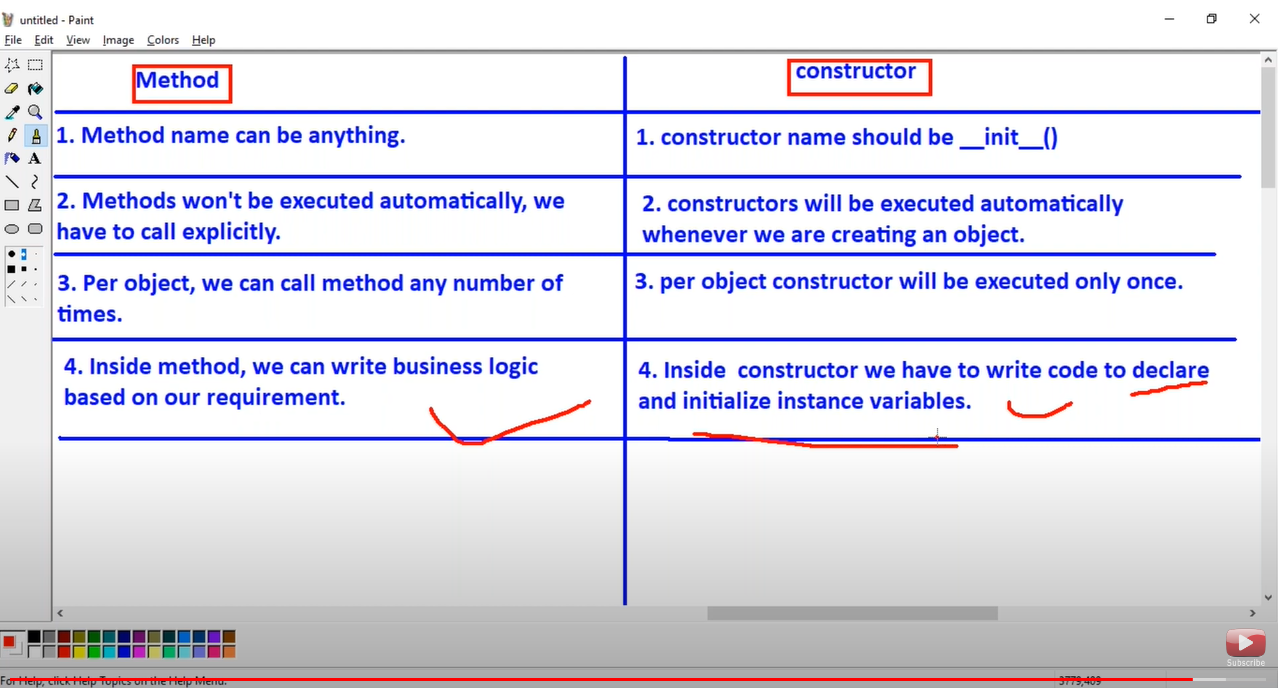 untitled - Paint
File Edit View Image Colors Help
Method
constructor
1. Method name can be anything.
1. constructor name should be __init__()
2. Methods won't be executed automatically, we
have to call explicitly.
2. constructors will be executed automatically
whenever we are creating an object.
3. Per object, we can call method any number of
times.
3. per object constructor will be executed only once.
4. Inside method, we can write business logic
based on our requirement.
4. Inside constructor we have to write code to declare
and initialize instance variables.
A
Subscribe
For Help, click Help Topics on the Help Menu.
3779,409